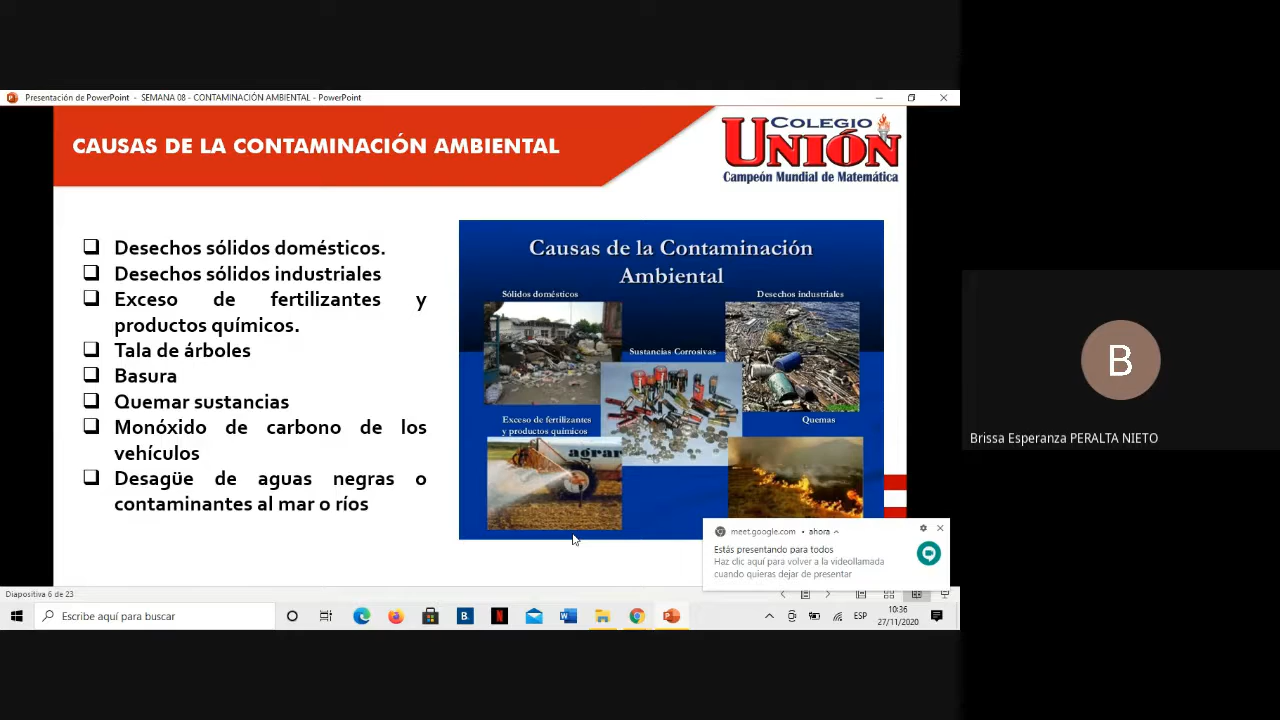 Presentación de PowerPoint - SEMANA 08 - CONTAMINACIÓN AMBIENTAL - PowerPoint
CAUSAS DE LA CONTAMINACIÓN AMBIENTAL
COLEGIO
UNIÓN
Campeón Mundial de Matemática
Desechos sólidos domésticos.
Desechos sólidos industriales
Exceso de fertilizantes y
productos químicos.
Tala de árboles
Basura
Quemar sustancias
Monóxido de carbono de los
vehículos
Desagüe de aguas negras o
contaminantes al mar o ríos
Causas de la Contaminación
Ambiental
Sólidos domésticos
Desechos industriales
Sustancias Corrosivas
Exceso de fertilizantes
y productos químicos
Quemas
agrar
B
Brissa Esperanza PERALTA NIETO
meet.google.com • ahora
Estás presentando para todos
Haz clic aquí para volver a la videollamada
cuando quieras dejar de presentar
Diapositiva 6 de 23
Escribe aquí para buscar
B.
N
ESP
10:36
27/11/2020